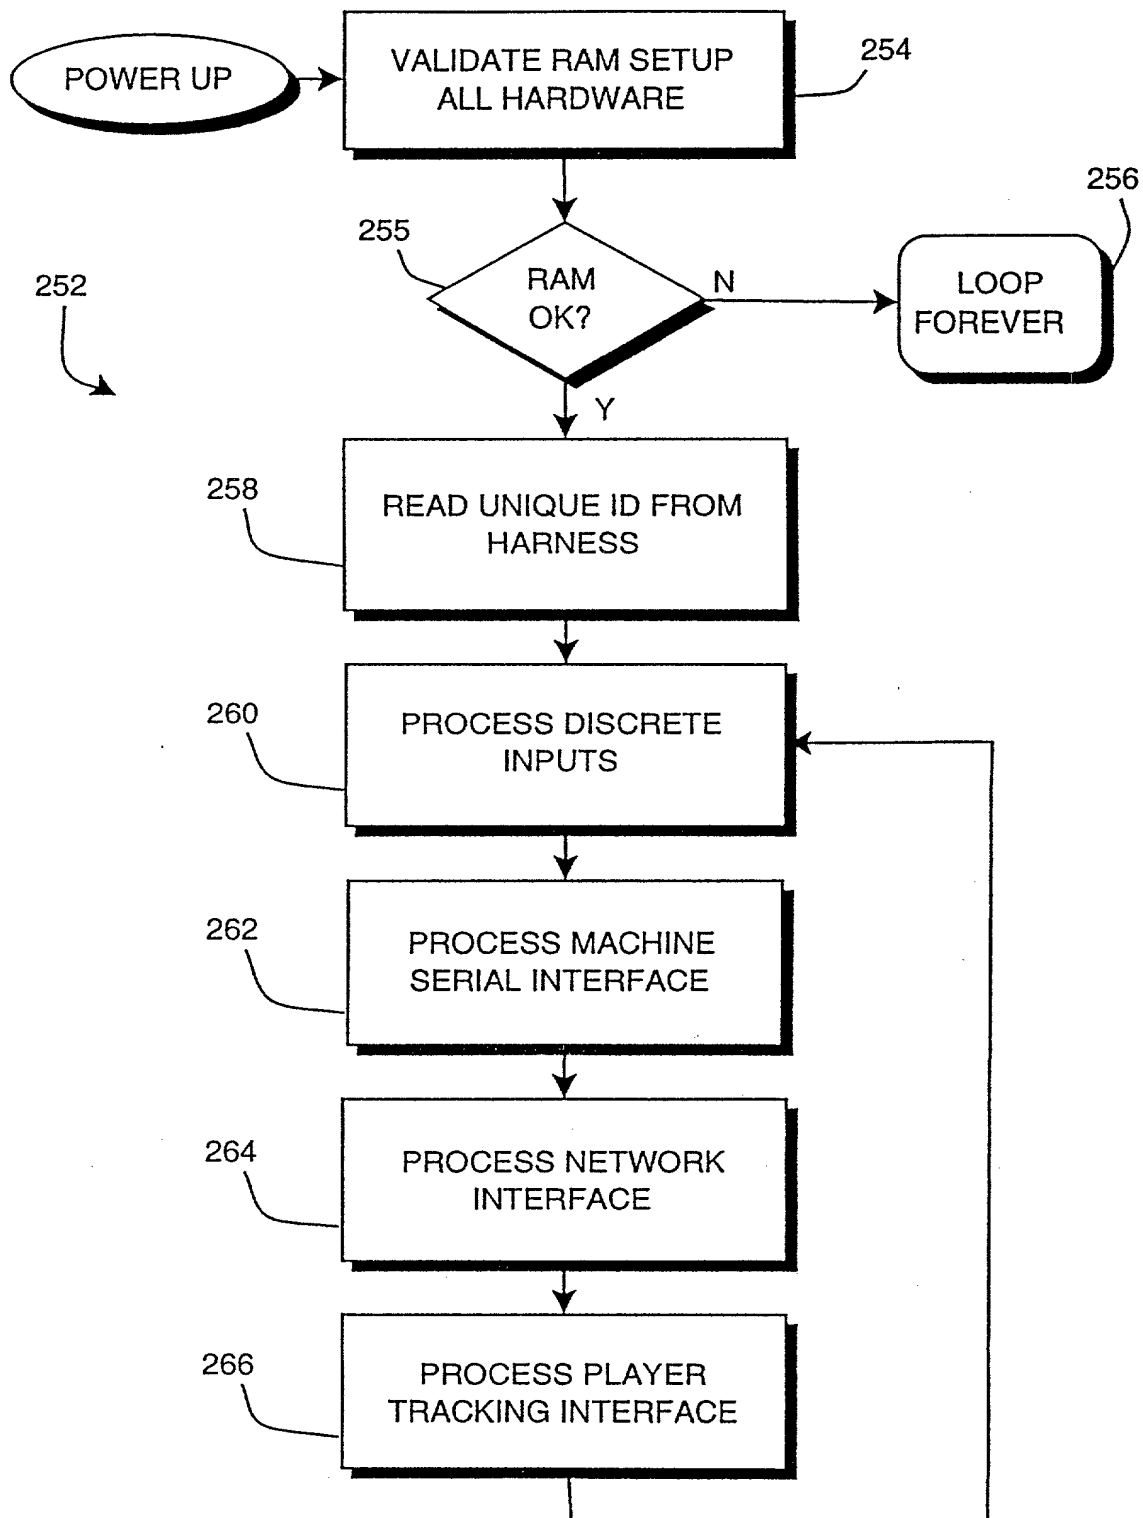 POWER UP
VALIDATE RAM SETUP
ALL HARDWARE
254
255
RAM
OK?
N
256
LOOP
FOREVER
252
Y
258
READ UNIQUE ID FROM
HARNESS
260
PROCESS DISCRETE
INPUTS
262
PROCESS MACHINE
SERIAL INTERFACE
264
PROCESS NETWORK
INTERFACE
266
PROCESS PLAYER
TRACKING INTERFACE